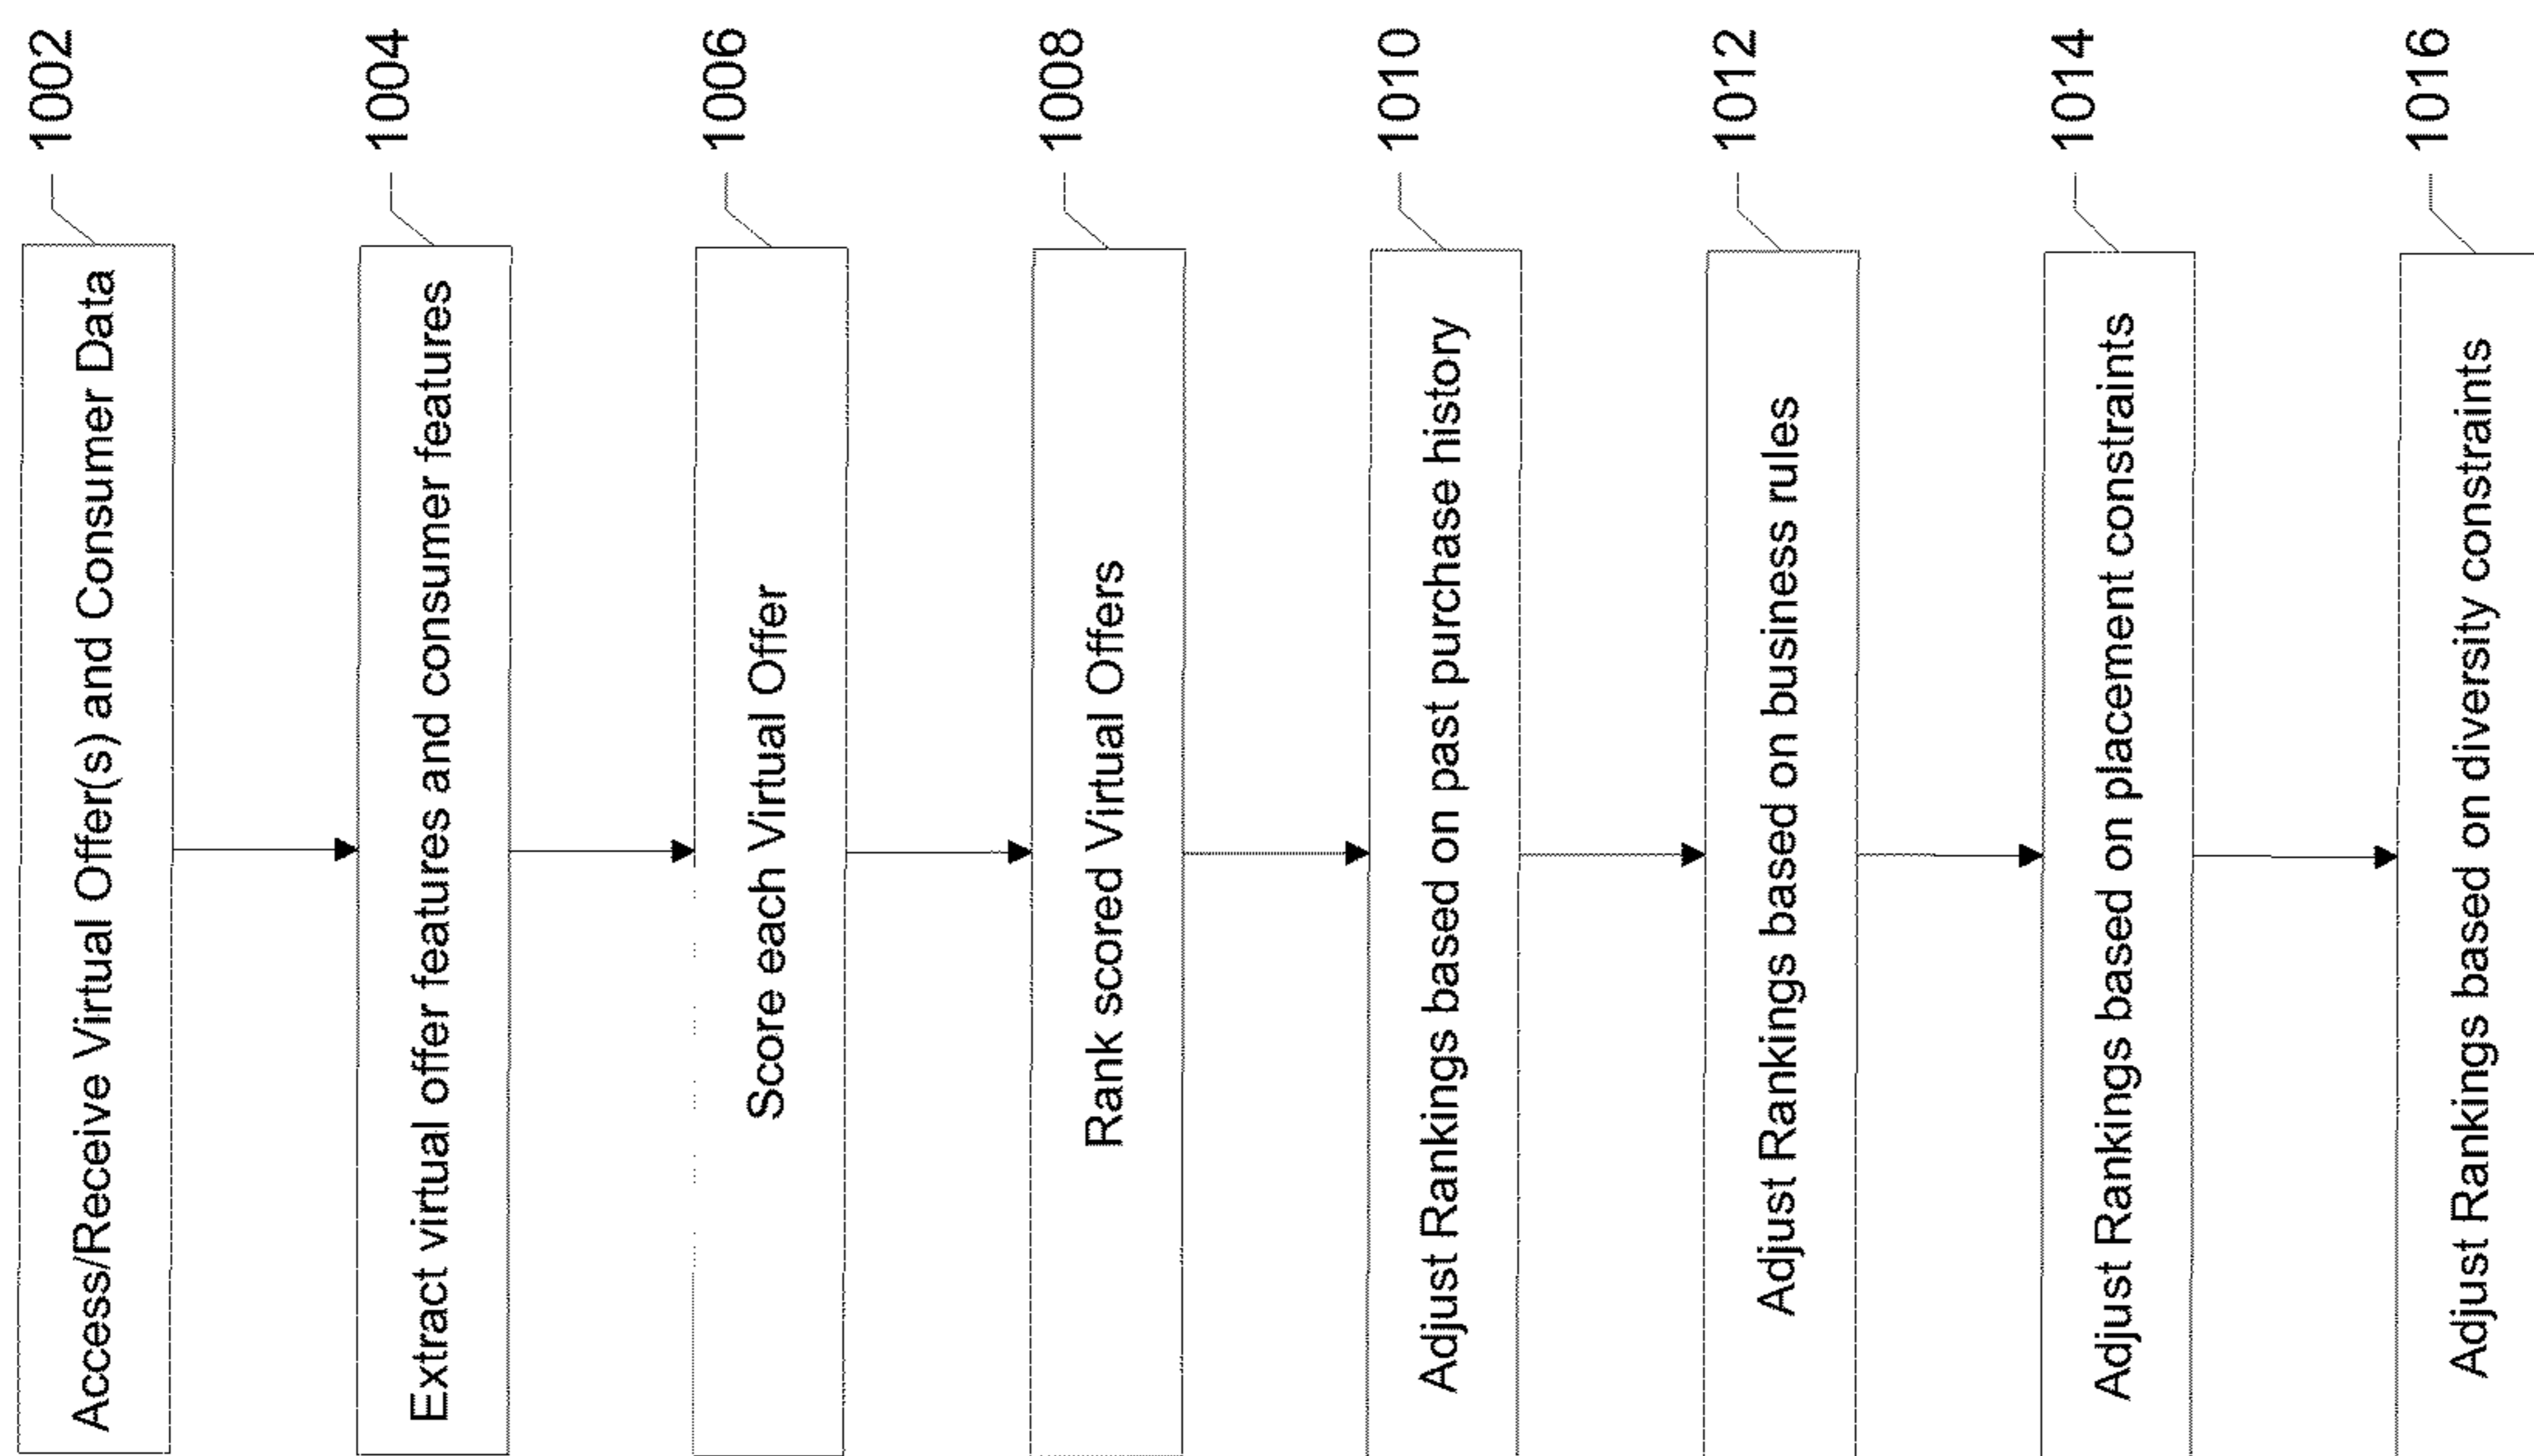 Access/Receive Virtual Offer(s) and Consumer Data
1002
Extract virtual offer features and consumer features
1004
Score each Virtual Offer
1006
Rank scored Virtual Offers
1008
Adjust Rankings based on past purchase history
1010
Adjust Rankings based on business rules
1012
Adjust Rankings based on placement constraints
1014
Adjust Rankings based on diversity constraints
1016